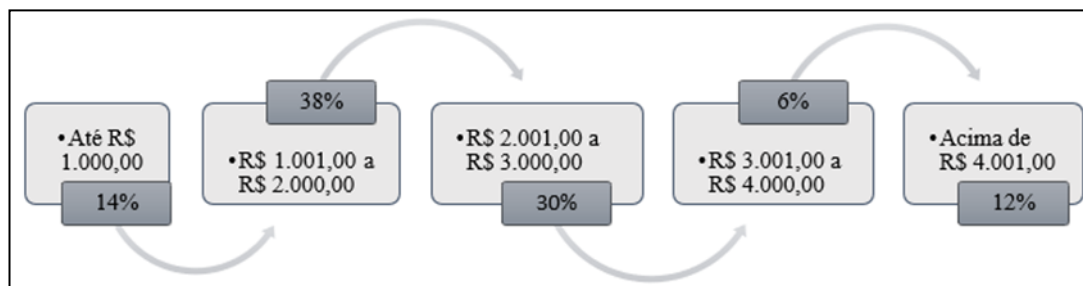 •Até R$
1.000,00
14%
38%
•R$ 1.001,00 a
R$ 2.000,00
•R$ 2.001,00 a
R$ 3.000,00
30%
6%
•R$ 3.001,00 a
R$ 4.000,00
•Acima de
R$ 4.001,00
12%